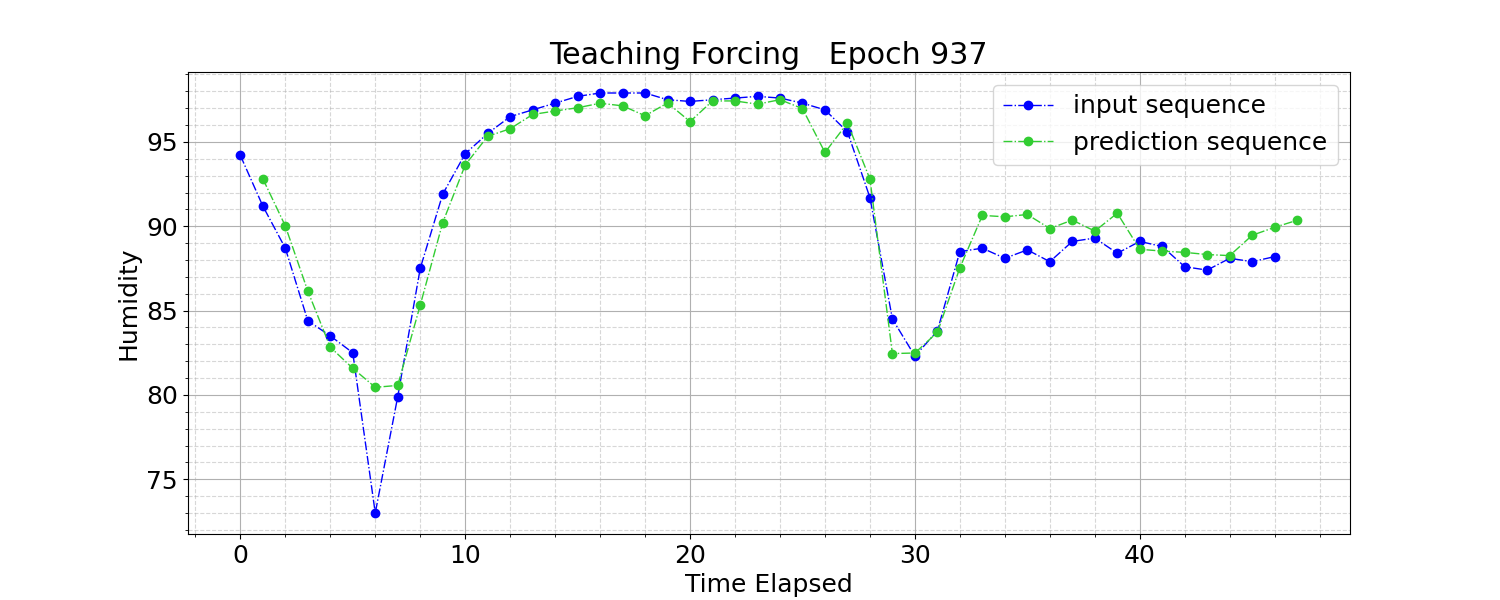 Teaching Forcing   Epoch 937
input sequence
prediction sequence
Humidity
95
90
85
80
75
0 10 20 30 40
Time Elapsed